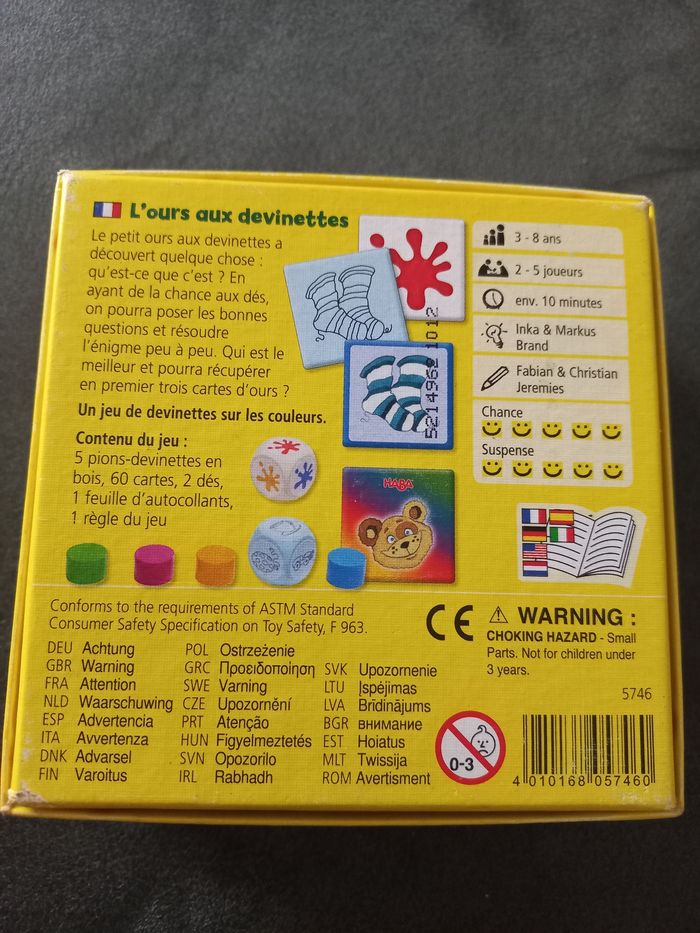 L'ours aux devinettes
Le petit ours aux devinettes a
découvert quelque chose :
qu'est-ce que c'est ? En
ayant de la chance aux dés,
on pourra poser les bonnes
questions et résoudre
l'énigme peu à peu. Qui est le
meilleur et pourra récupérer
en premier trois cartes d'ours ?
Un jeu de devinettes sur les couleurs.
Contenu du jeu :
5 pions-devinettes en
bois, 60 cartes, 2 dés,
1 feuille d'autocollants,
1 règle du jeu
5214962 1012
HABA
3 - 8 ans
2 - 5 joueurs
env. 10 minutes
Inka & Markus
Brand
Fabian & Christian
Jeremies
Chance
Suspense
Conforms to the requirements of ASTM Standard
Consumer Safety Specification on Toy Safety, F 963.
CE
WARNING :
CHOKING HAZARD - Small
Parts. Not for children under
3 years.
DEU Achtung
GBR Warning
FRA Attention
NLD Waarschuwing
ESP Advertencia
ITA Avvertenza
DNK Advarsel
FIN Varoitus
POL Ostrzeżenie
GRC Προειδοποίηση
SWE Varning
CZE Upozornění
PRT Atenção
HUN Figyelmeztetés
SVN Opozorilo
IRL Rabhadh
SVK Upozornenie
LTU Įspėjimas
LVA Brīdinājums
BGR внимание
EST Hoiatus
MLT Twissija
ROM Avertisment
0-3
5746
4 010168 057460